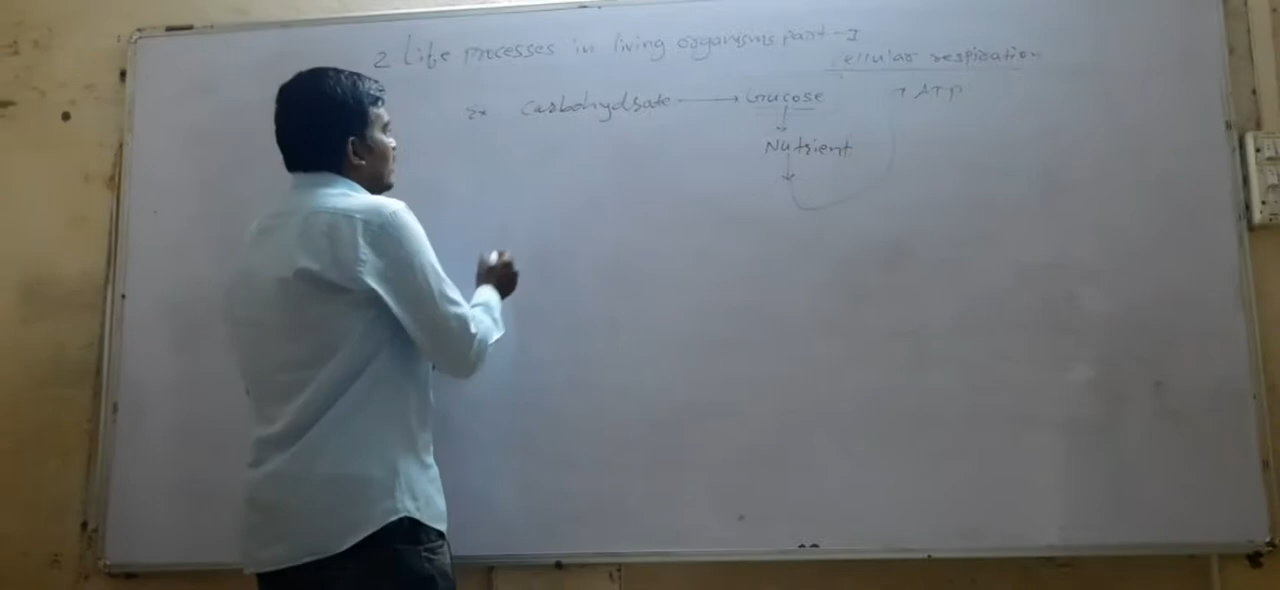 2 Life processes in living organisms part-I
cellular respiration
Ex Carbohydrate → Glucose ↗ ATP
↓
Nutrient
↓